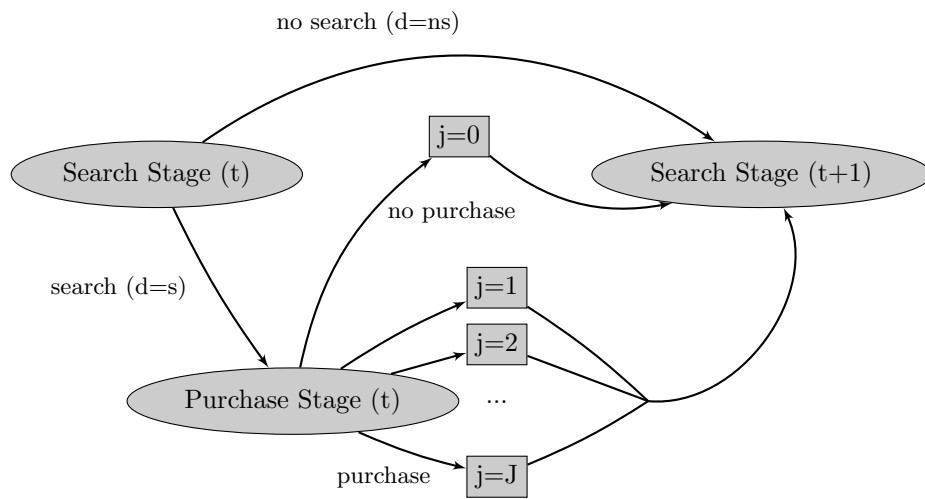 no search (d=ns)
j=0
Search Stage (t)
Search Stage (t+1)
no purchase
search (d=s)
j=1
j=2
Purchase Stage (t)
...
purchase
j=J